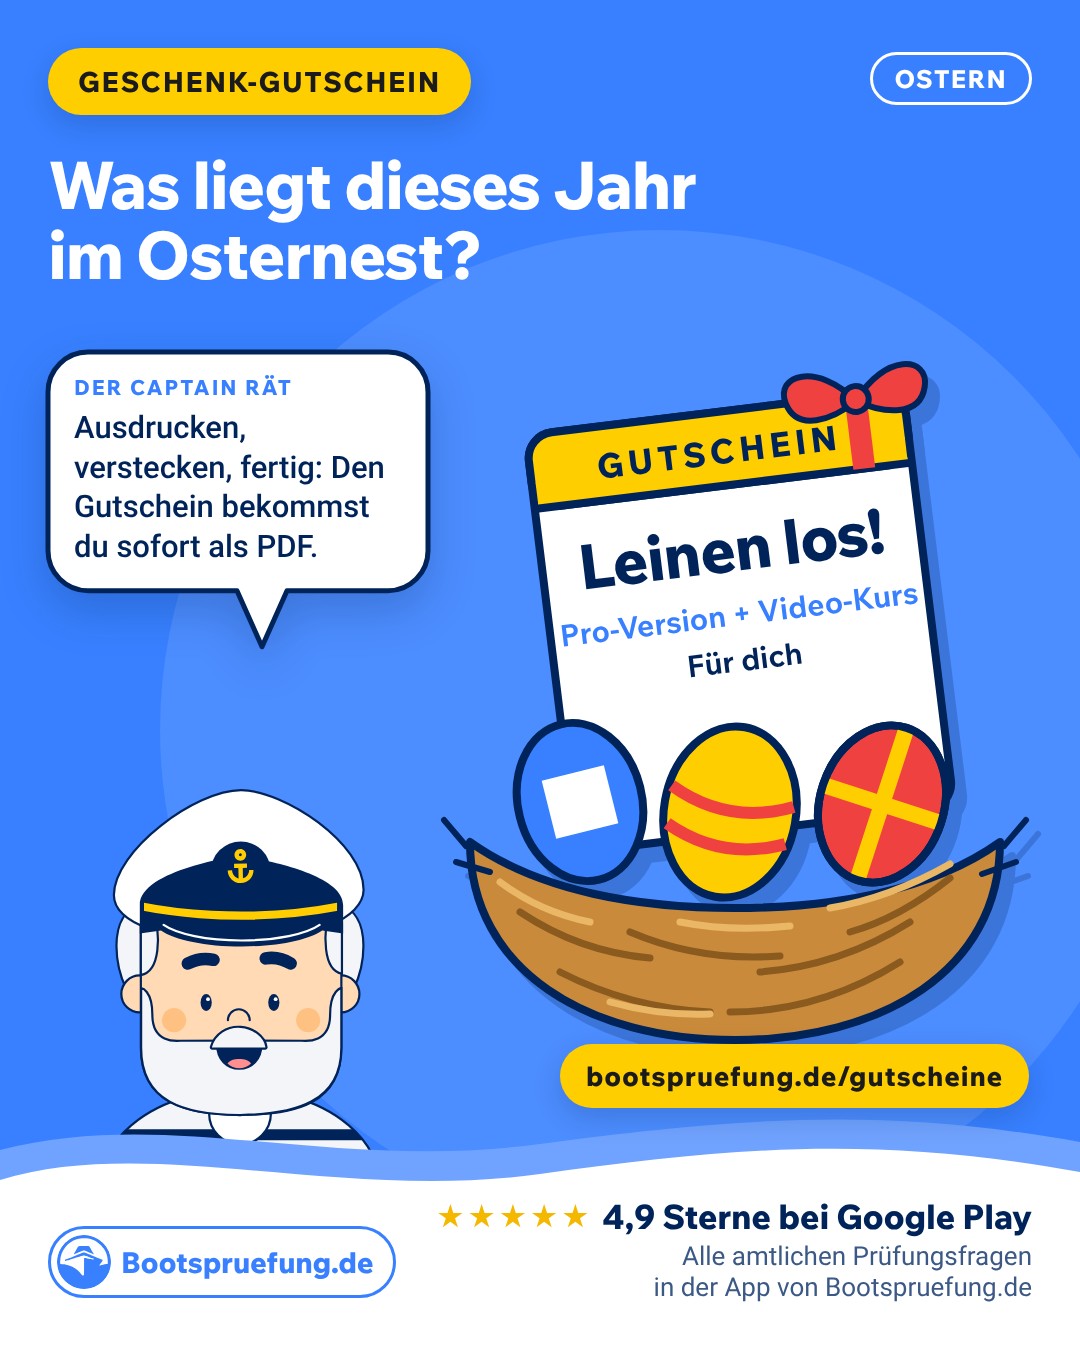 GESCHENK-GUTSCHEIN
OSTERN
Was liegt dieses Jahr
im Osternest?
DER CAPTAIN RÄT
Ausdrucken,
verstecken, fertig: Den
Gutschein bekommst
du sofort als PDF.
GUTSCHEIN
Leinen los!
Pro-Version + Video-Kurs
Für dich
bootspruefung.de/gutscheine
★★★★★ 4,9 Sterne bei Google Play
Alle amtlichen Prüfungsfragen
in der App von Bootspruefung.de
Bootspruefung.de